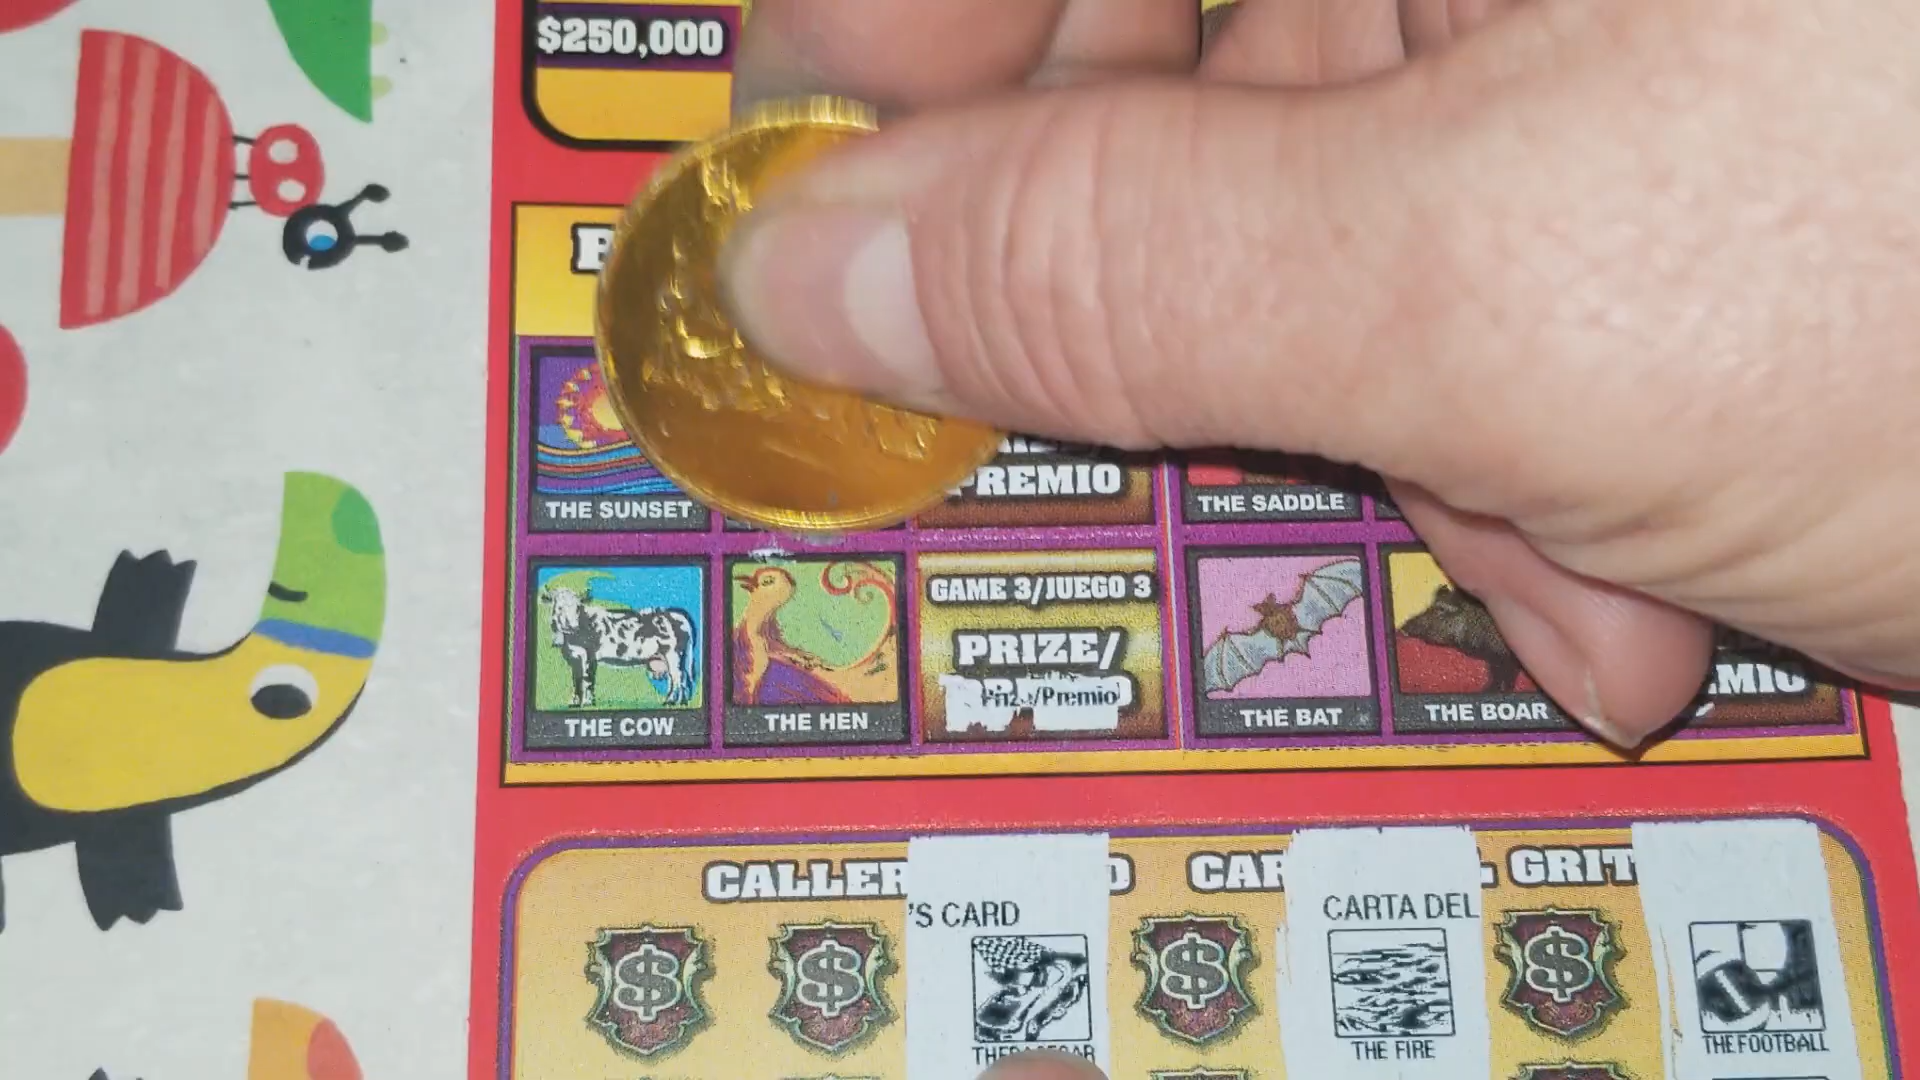 $250,000
PREMIO
THE SUNSET
THE SADDLE
GAME 3/JUEGO 3
PRIZE/
Prize/Premio
THE COW
THE HEN
THE BAT
THE BOAR
CALLER
'S CARD
CARTA DEL
GRIT
THE FIRE
THE FOOTBALL